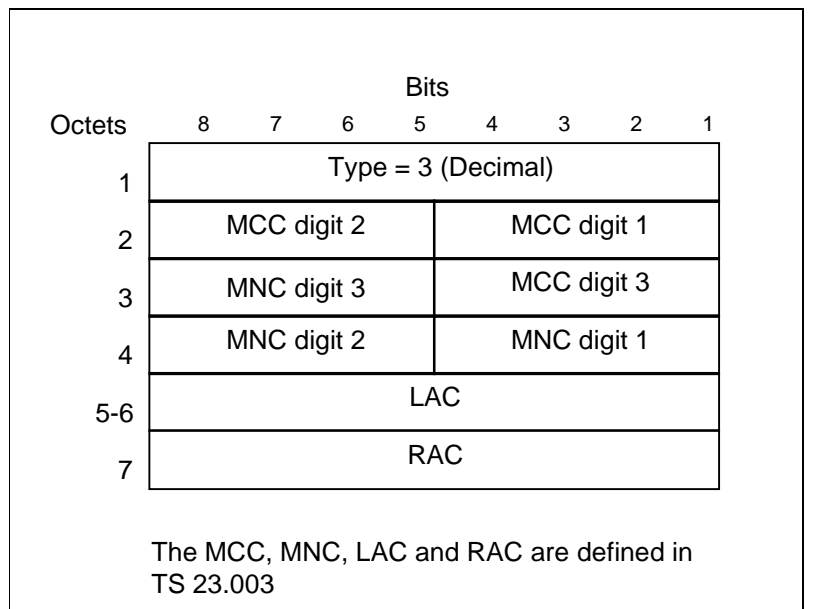 Bits
Octets 8 7 6 5 4 3 2 1
1 Type = 3 (Decimal)
2 MCC digit 2 MCC digit 1
3 MNC digit 3 MCC digit 3
4 MNC digit 2 MNC digit 1
5-6 LAC
7 RAC
The MCC, MNC, LAC and RAC are defined in
TS 23.003